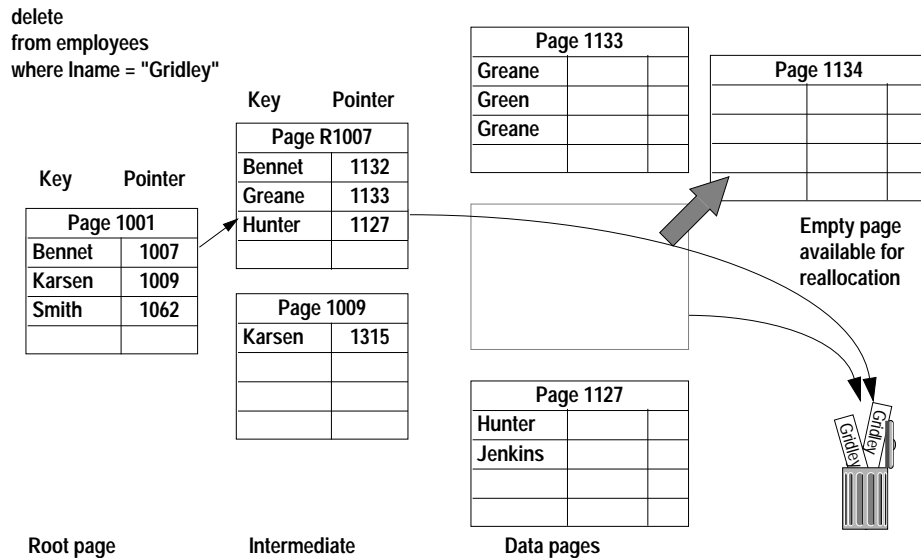 delete
from employees
where lname = "Gridley"
Key Pointer
Page 1001
Bennet 1007
Karsen 1009
Smith 1062
Key Pointer
Page R1007
Bennet 1132
Greane 1133
Hunter 1127
Page 1009
Karsen 1315
Page 1133
Greane
Green
Greane
Page 1134
Empty page
available for
reallocation
Page 1127
Hunter
Jenkins
Gridley
Gridley
Root page Intermediate Data pages